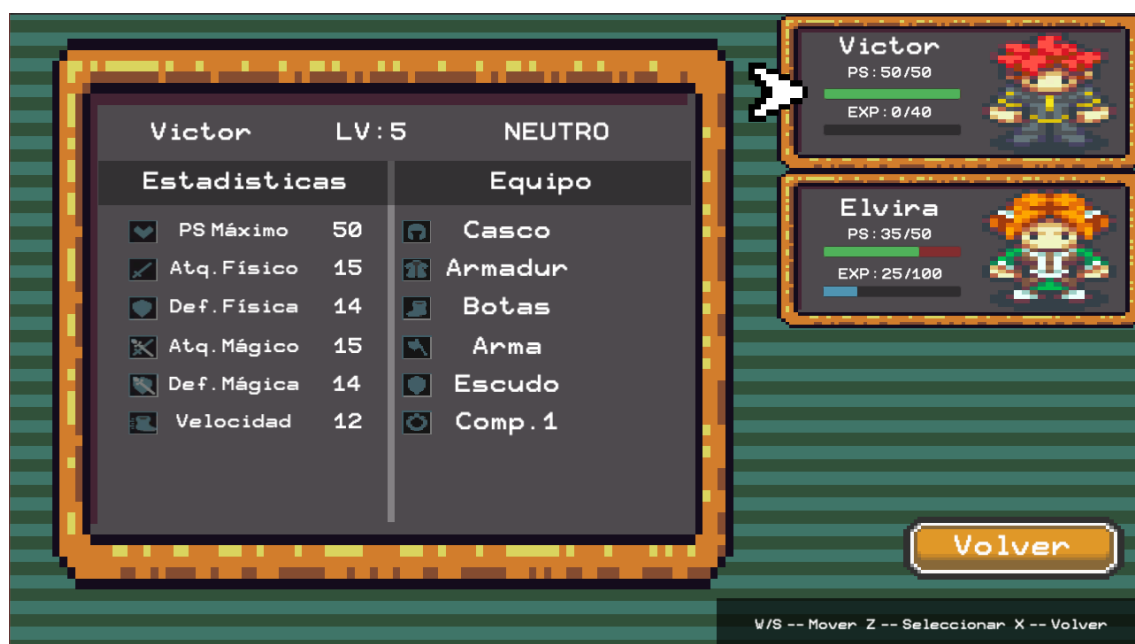 Victor LV:5 NEUTRO
Estadisticas Equipo
PS Máximo 50 Casco
Atq.Físico 15 Armadur
Def.Física 14 Botas
Atq.Mágico 15 Arma
Def.Mágica 14 Escudo
Velocidad 12 Comp.1
Victor
PS:50/50
EXP:0/40
Elvira
PS:35/50
EXP:25/100
Volver
W/S -- Mover Z -- Seleccionar X -- Volver